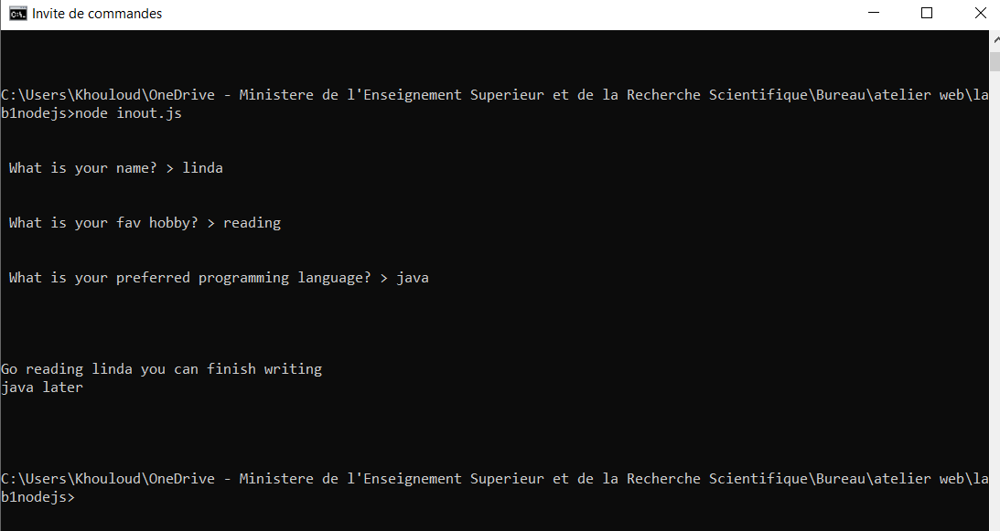 Invite de commandes
C:\Users\Khouloud\OneDrive - Ministere de l'Enseignement Superieur et de la Recherche Scientifique\Bureau\atelier web\la
b1nodejs>node inout.js
What is your name? > linda
What is your fav hobby? > reading
What is your preferred programming language? > java
Go reading linda you can finish writing
java later
C:\Users\Khouloud\OneDrive - Ministere de l'Enseignement Superieur et de la Recherche Scientifique\Bureau\atelier web\la
b1nodejs>